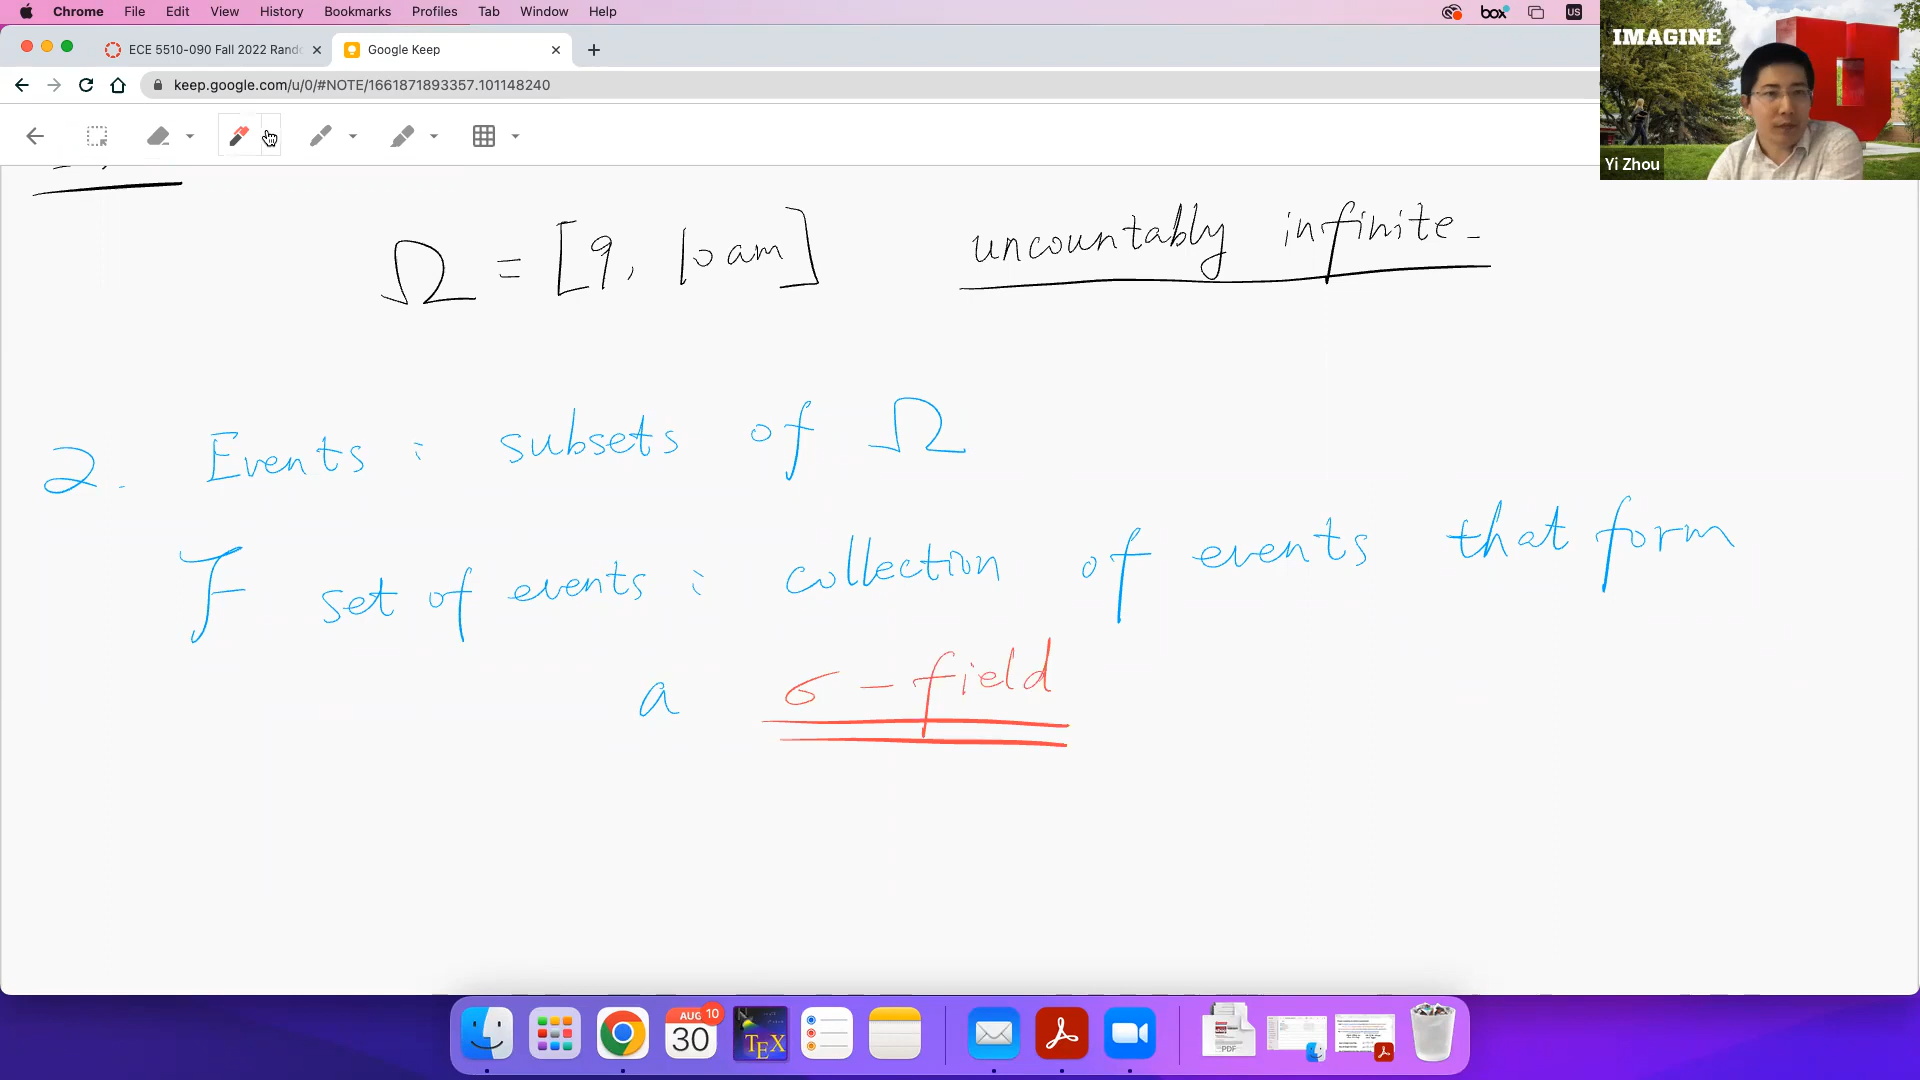 Chrome File Edit View History Bookmarks Profiles Tab Window Help
box
US
ECE 5510-090 Fall 2022 Rand
Google Keep
keep.google.com/u/0/#NOTE/1661871893357.101148240
IMAGINE
Yi Zhou
Ω = [9, 10 am] uncountably infinite
2. Events : subsets of Ω
F set of events : collection of events that form
a σ - field
AUG 10
30
TEX
PDF